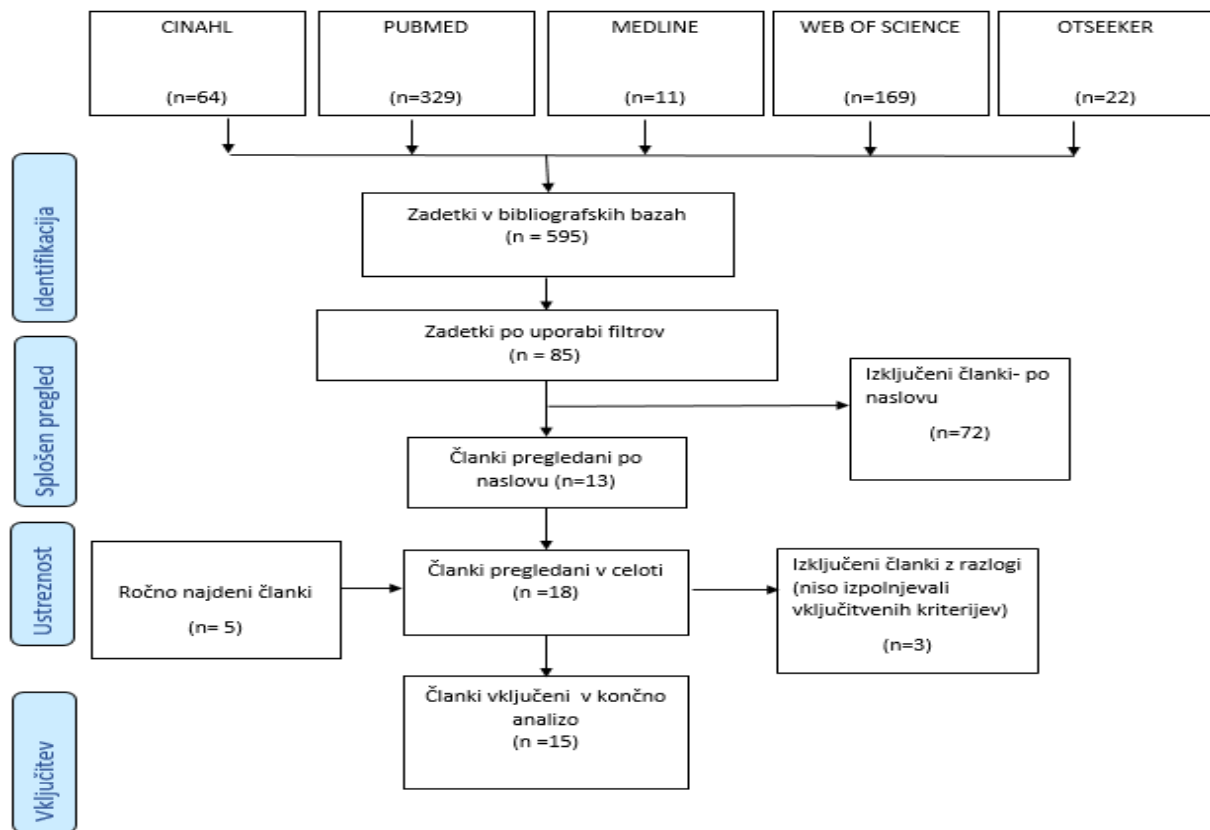 CINAHL
(n=64)
PUBMED
(n=329)
MEDLINE
(n=11)
WEB OF SCIENCE
(n=169)
OTSEEKER
(n=22)
Identifikacija
Zadetki v bibliografskih bazah
(n = 595)
Zadetki po uporabi filtrov
(n = 85)
Splošen pregled
Izključeni članki- po
naslovu
(n=72)
Članki pregledani po
naslovu (n=13)
Ustreznost
Ročno najdeni članki
(n= 5)
Članki pregledani v celoti
(n =18)
Izključeni članki z razlogi
(niso izpolnjevali
vključitvenih kriterijev)
(n=3)
Vključitev
Članki vključeni v končno
analizo
(n =15)